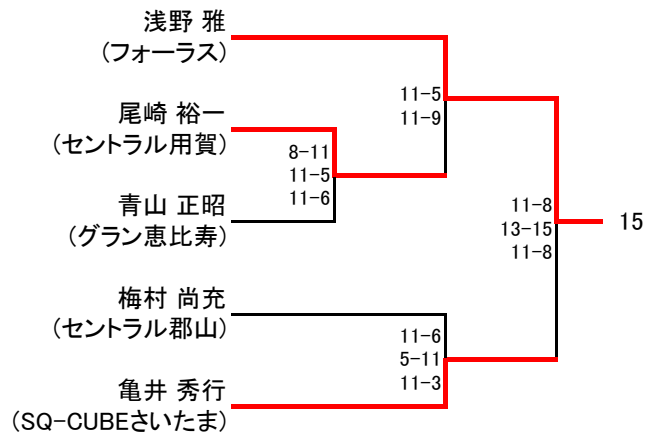 浅野 雅
(フォーラス)
尾崎 裕一
(セントラル用賀)
青山 正昭
(グラン恵比寿)
梅村 尚充
(セントラル郡山)
亀井 秀行
(SQ-CUBEさいたま)
8-11
11-5
11-6
11-5
11-9
11-6
5-11
11-3
11-8
13-15
11-8
15